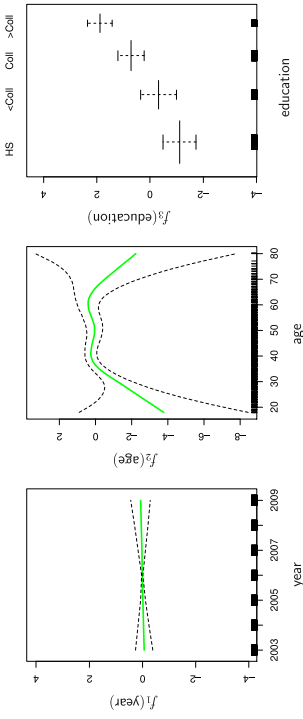 f₁(year)
4
2
0
−2
−4
2003 2005 2007 2009
year
f₂(age)
2
0
−2
−4
−6
−8
20 30 40 50 60 70 80
age
HS <Coll Coll >Coll
f₃(education)
4
2
0
−2
−4
education